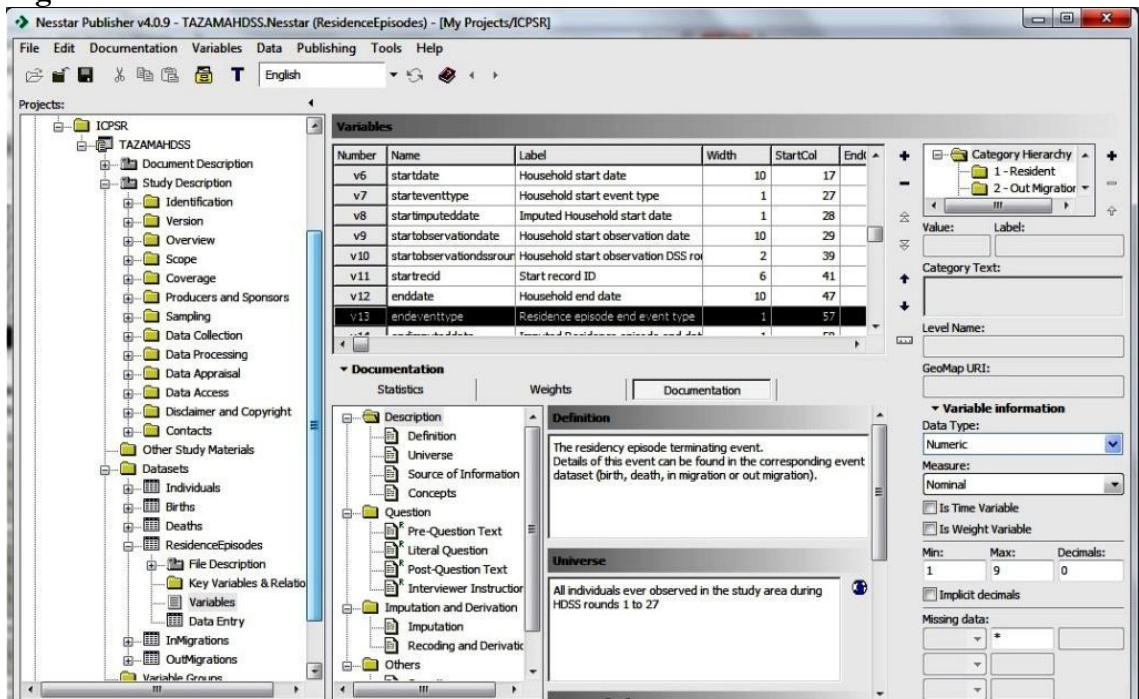 Nesstar Publisher v4.0.9 - TAZAMAHDSS.Nesstar (ResidenceEpisodes) - [My Projects/ICPSR]
File Edit Documentation Variables Data Publishing Tools Help
T English
Projects:
ICPSR
TAZAMAHDSS
Document Description
Study Description
Identification
Version
Overview
Scope
Coverage
Producers and Sponsors
Sampling
Data Collection
Data Processing
Data Appraisal
Data Access
Disclaimer and Copyright
Contacts
Other Study Materials
Datasets
Individuals
Births
Deaths
ResidenceEpisodes
File Description
Key Variables & Relatio
Variables
Data Entry
InMigrations
OutMigrations
Variable Groups
Variables
Number Name Label Width StartCol End
v6 startdate Household start date 10 17
v7 starteventtype Household start event type 1 27
v8 startimputeddate Imputed Household start date 1 28
v9 startobservationdate Household start observation date 10 29
v10 startobservationdssroun Household start observation DSS ro 2 39
v11 startrecid Start record ID 6 41
v12 enddate Household end date 10 47
v13 endeventtype Residence episode end event type 1 57
Documentation
Statistics Weights Documentation
Description
Definition
Universe
Source of Information
Concepts
Question
Pre-Question Text
Literal Question
Post-Question Text
Interviewer Instruction
Imputation and Derivation
Imputation
Recoding and Derivatio
Others
Definition
The residency episode terminating event.
Details of this event can be found in the corresponding event
dataset (birth, death, in migration or out migration).
Universe
All individuals ever observed in the study area during
HDSS rounds 1 to 27
Category Hierarchy
1 - Resident
2 - Out Migration
Value: Label:
Category Text:
Level Name:
GeoMap URI:
Variable information
Data Type:
Numeric
Measure:
Nominal
Is Time Variable
Is Weight Variable
Min: Max: Decimals:
1 9 0
Implicit decimals
Missing data:
*